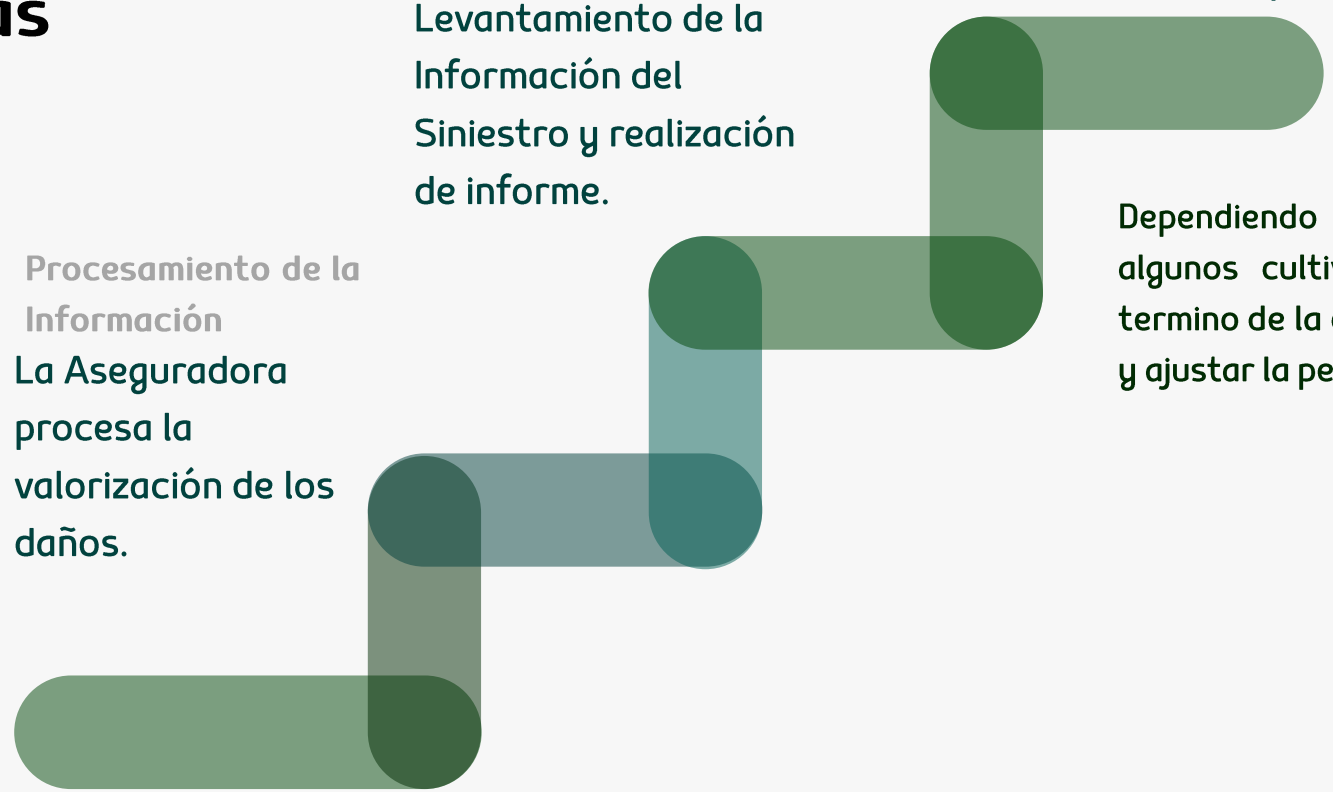 Levantamiento de la
Información del
Siniestro y realización
de informe.
Procesamiento de la
Información
La Aseguradora
procesa la
valorización de los
daños.
Dependiendo
algunos
termino de la
y ajustar la